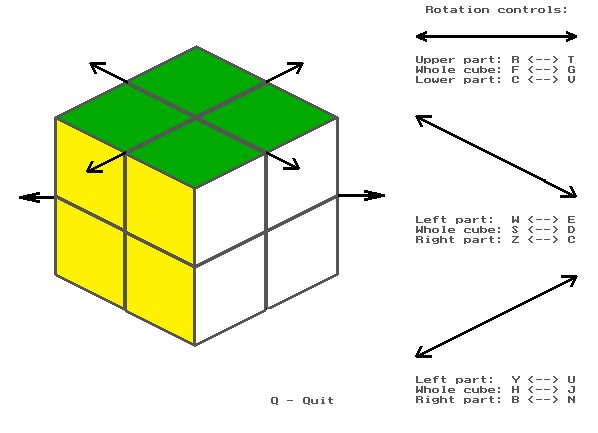 Rotation controls:
Upper part: R <--> T
Whole cube: F <--> G
Lower part: C <--> V
Left part:  W <--> E
Whole cube: S <--> D
Right part: Z <--> C
Left part:  Y <--> U
Whole cube: H <--> J
Right part: B <--> N
Q - Quit